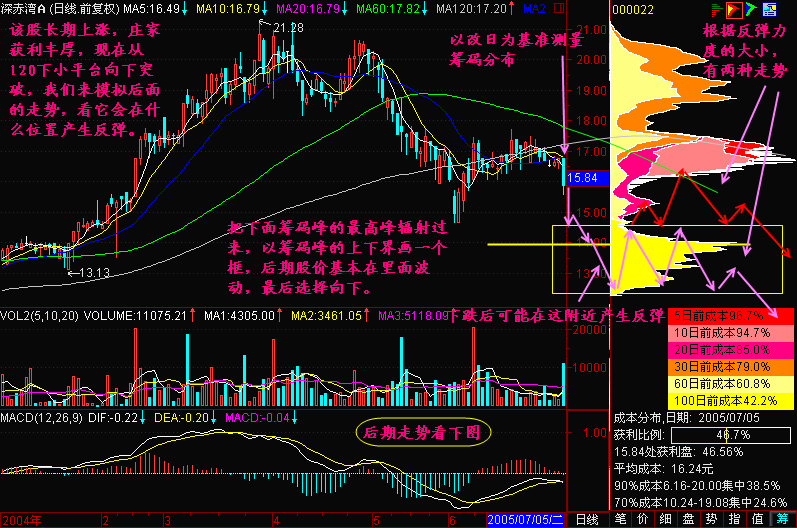 深赤湾∩ (日线.前复权) MA5:16.49↓ MA10:16.79↓ MA20:16.79↓ MA60:17.82↓ MA120:17.20↑ MA2
000022
该股长期上涨，庄家
获利丰厚，现在从
120下小平台向下突
破，我们来模拟后面
的走势，看它会在什
么位置产生反弹。
21.28
以改日为基准测量
筹码分布
根据反弹力
度的大小，
有两种走势
21.00
20.00
19.00
18.00
17.00
15.84
15.00
13.13
把下面筹码峰的最高峰辐射过
来，以筹码峰的上下界画一个
框，后期股价基本在里面波
动，最后选择向下。
下跌后可能在这附近产生反弹
VOL2(5,10,20) VOLUME:11075.21↑ MA1:4305.00↑ MA2:3461.05↑ MA3:5118.09
20000
10000
5日前成本96.7%
10日前成本94.7%
20日前成本85.0%
30日前成本79.0%
60日前成本60.8%
100日前成本42.2%
MACD(12,26,9) DIF:-0.22↓ DEA:-0.20↓ MACD:-0.04↓
后期走势看下图
1.00
0.00
成本分布,日期: 2005/07/05
获利比例: 46.7%
15.84处获利盘: 46.56%
平均成本: 16.24元
90%成本6.16-20.00集中38.5%
70%成本10.24-19.08集中24.6%
2004年 2 3 4 5 6 2005/07/05/二 日线
笔 价 细 盘 势 指 值 筹